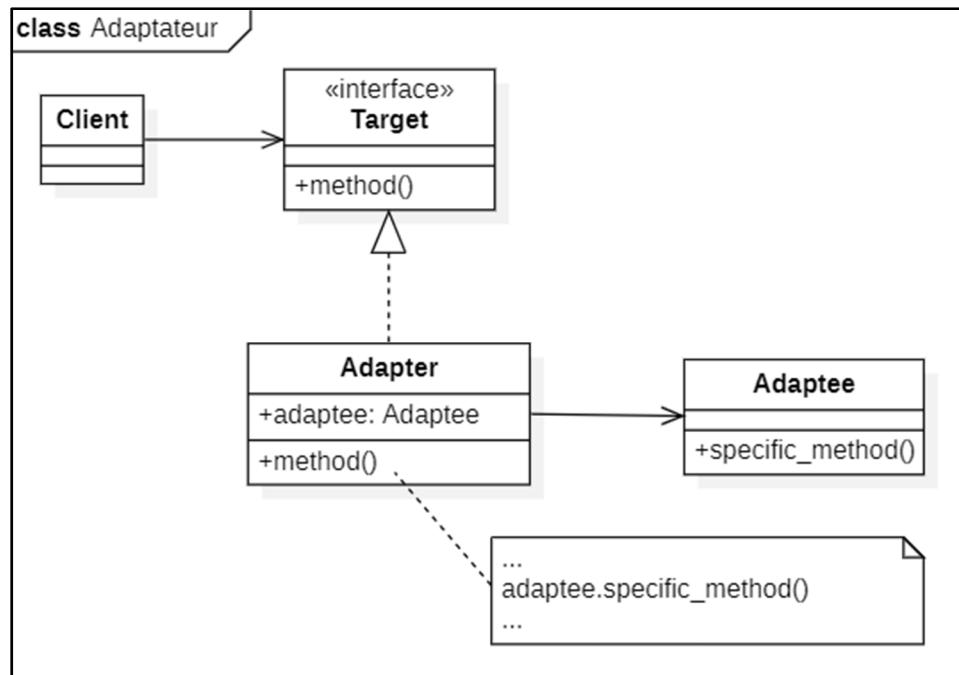 class Adaptateur
Client
«interface»
Target
+method()
Adapter
+adaptee: Adaptee
+method()
Adaptee
+specific_method()
...
adaptee.specific_method()
...